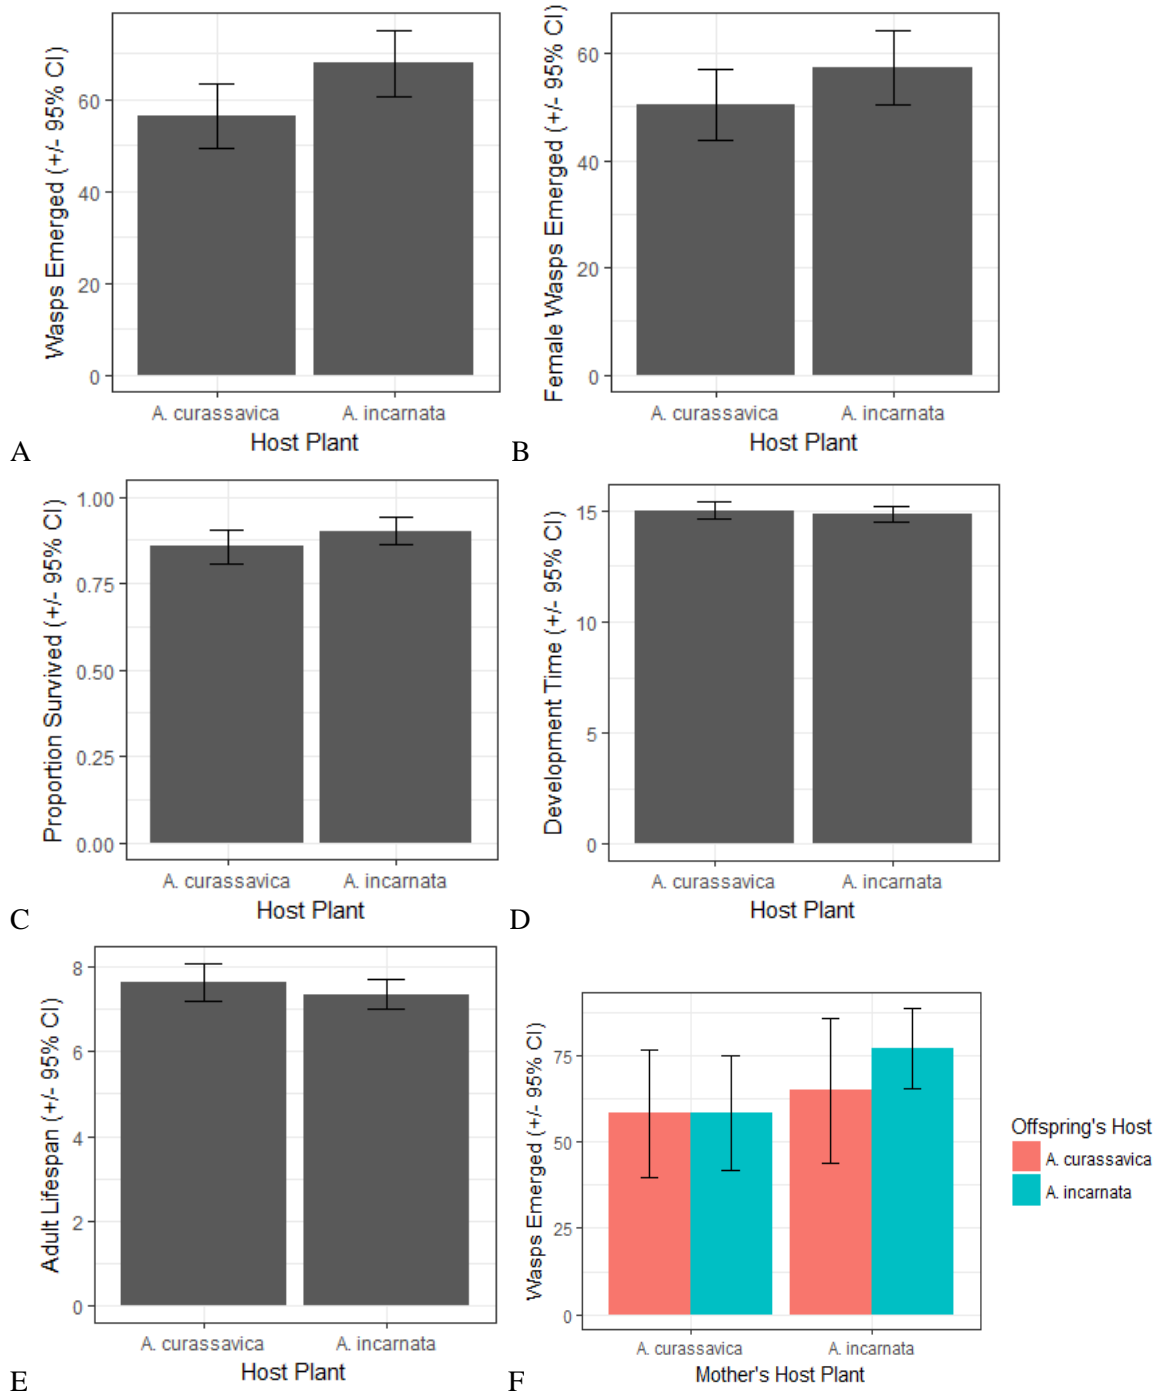 Wasps Emerged (+/- 95% CI)
60
40
20
0
A. curassavica
A. incarnata
Host Plant
A
Female Wasps Emerged (+/- 95% CI)
60
40
20
0
A. curassavica
A. incarnata
Host Plant
B
Proportion Survived (+/- 95% CI)
1.00
0.75
0.50
0.25
0.00
A. curassavica
A. incarnata
Host Plant
C
Development Time (+/- 95% CI)
15
10
5
0
A. curassavica
A. incarnata
Host Plant
D
Adult Lifespan (+/- 95% CI)
8
6
4
2
0
A. curassavica
A. incarnata
Host Plant
E
Wasps Emerged (+/- 95% CI)
75
50
25
0
A. curassavica
A. incarnata
Mother's Host Plant
F
Offspring's Host
A. curassavica
A. incarnata